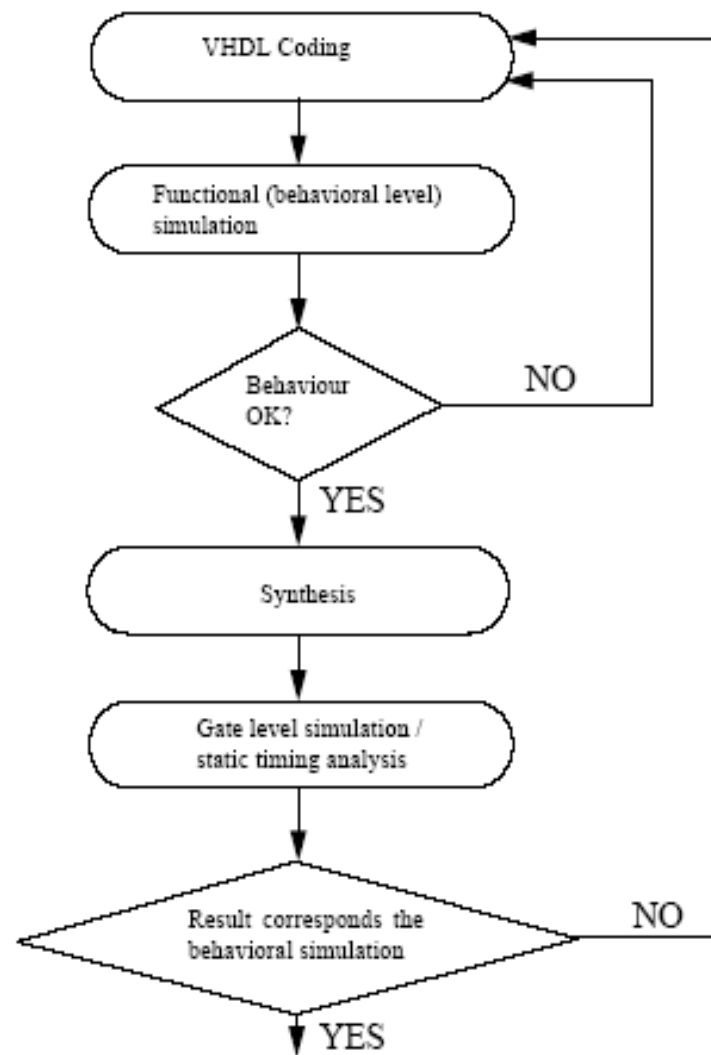 VHDL Coding
Functional (behavioral level)
simulation
Behaviour
OK?
NO
YES
Synthesis
Gate level simulation /
static timing analysis
Result corresponds the
behavioral simulation
NO
YES